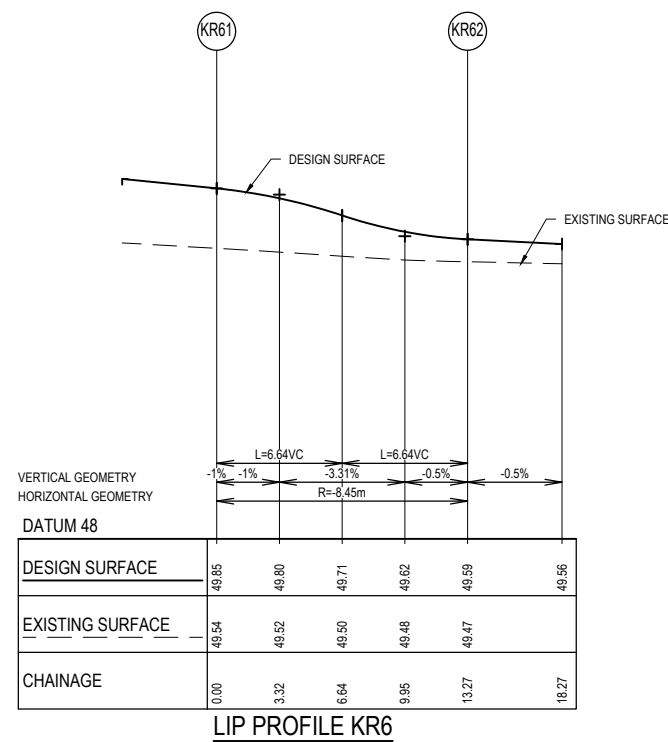 KR61 KR62
DESIGN SURFACE
EXISTING SURFACE
L=6.64VC L=6.64VC
VERTICAL GEOMETRY -1% -1% -3.31% -0.5% -0.5%
HORIZONTAL GEOMETRY R=-8.45m
DATUM 48
DESIGN SURFACE 49.85 49.80 49.71 49.62 49.59 49.56
EXISTING SURFACE 49.54 49.52 49.50 49.48 49.47
CHAINAGE 0.00 3.32 6.64 9.95 13.27 18.27
LIP PROFILE KR6